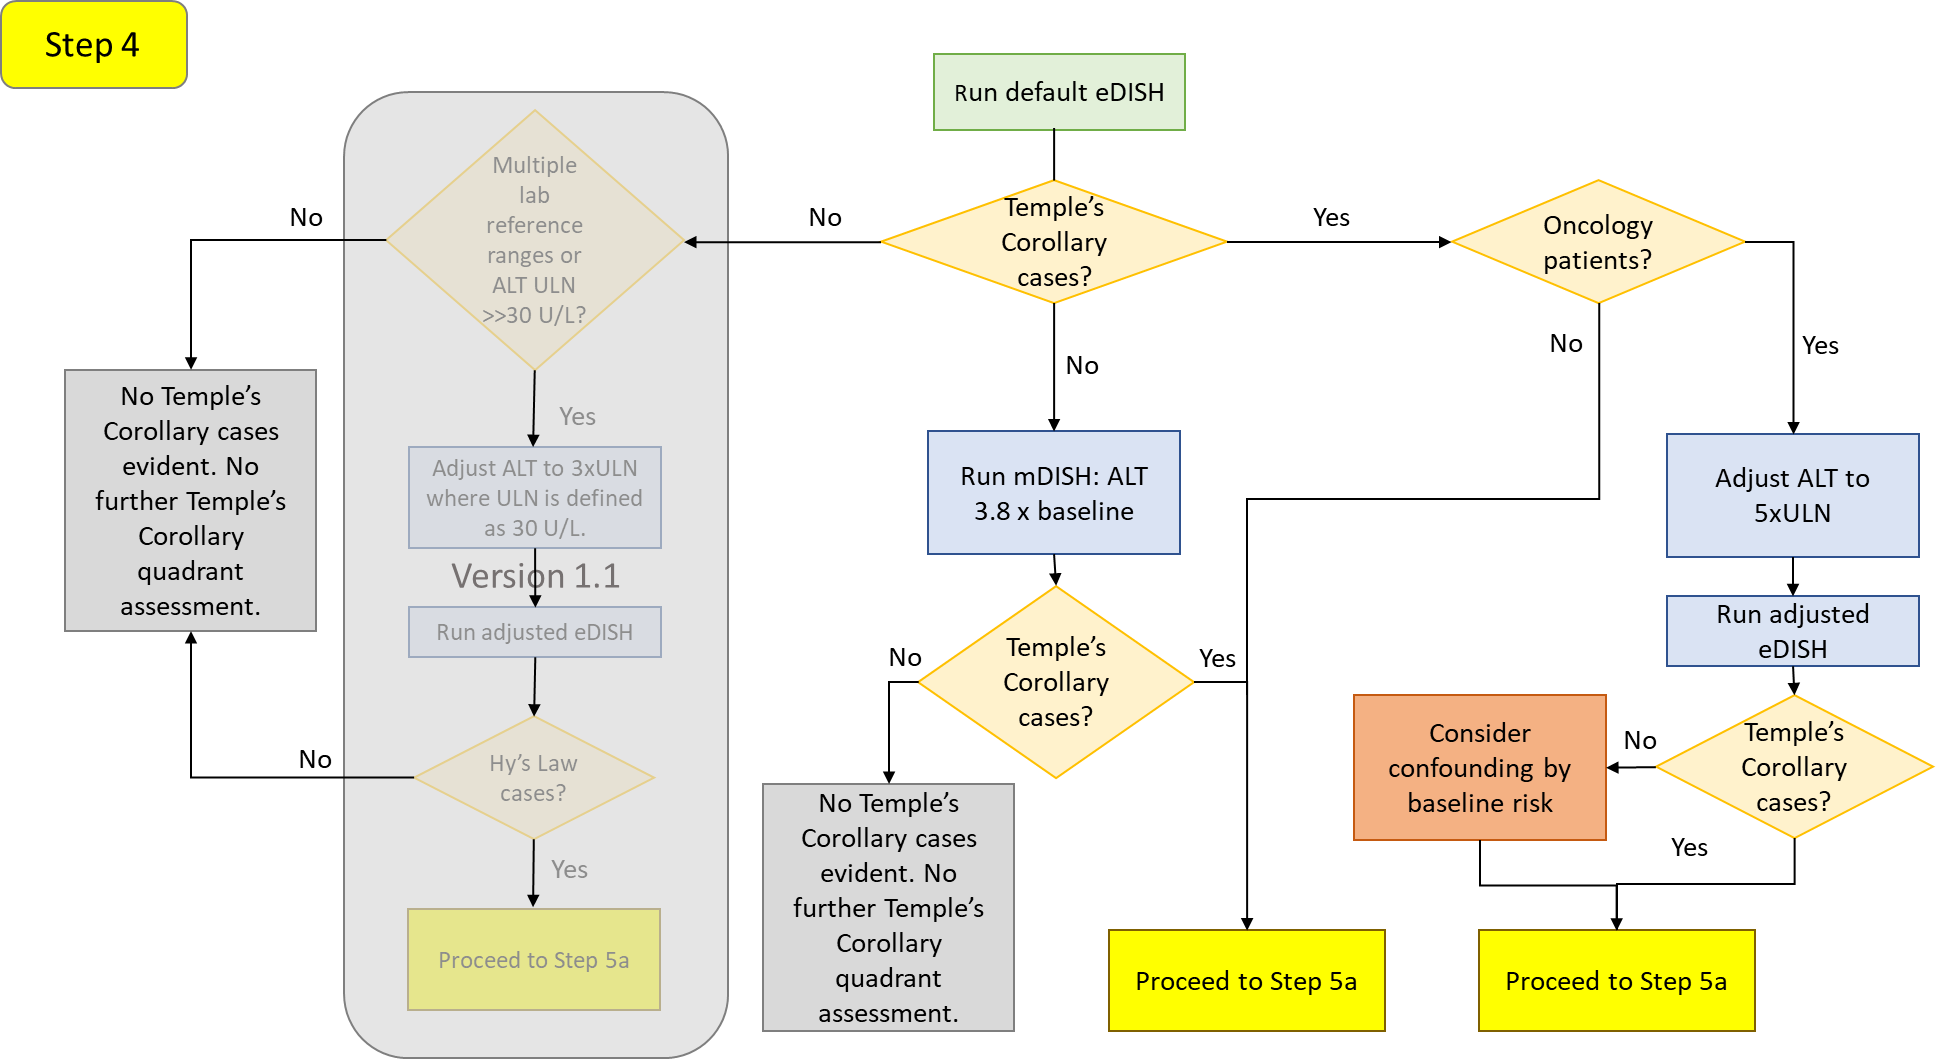 Step 4
Run default eDISH
Multiple
lab
reference
ranges or
ALT ULN
>>30 U/L?
No
No
Temple's
Corollary
cases?
Yes
Oncology
patients?
No
No
Yes
No Temple's
Corollary cases
evident. No
further Temple's
Corollary
quadrant
assessment.
Yes
Adjust ALT to 3xULN
where ULN is defined
as 30 U/L.
Version 1.1
Run adjusted eDISH
Run mDISH: ALT
3.8 x baseline
Adjust ALT to
5xULN
Run adjusted
eDISH
No
Temple's
Corollary
cases?
Yes
No
Hy's Law
cases?
Yes
Proceed to Step 5a
Consider
confounding by
baseline risk
No
Temple's
Corollary
cases?
Yes
No Temple's
Corollary cases
evident. No
further Temple's
Corollary
quadrant
assessment.
Proceed to Step 5a
Proceed to Step 5a